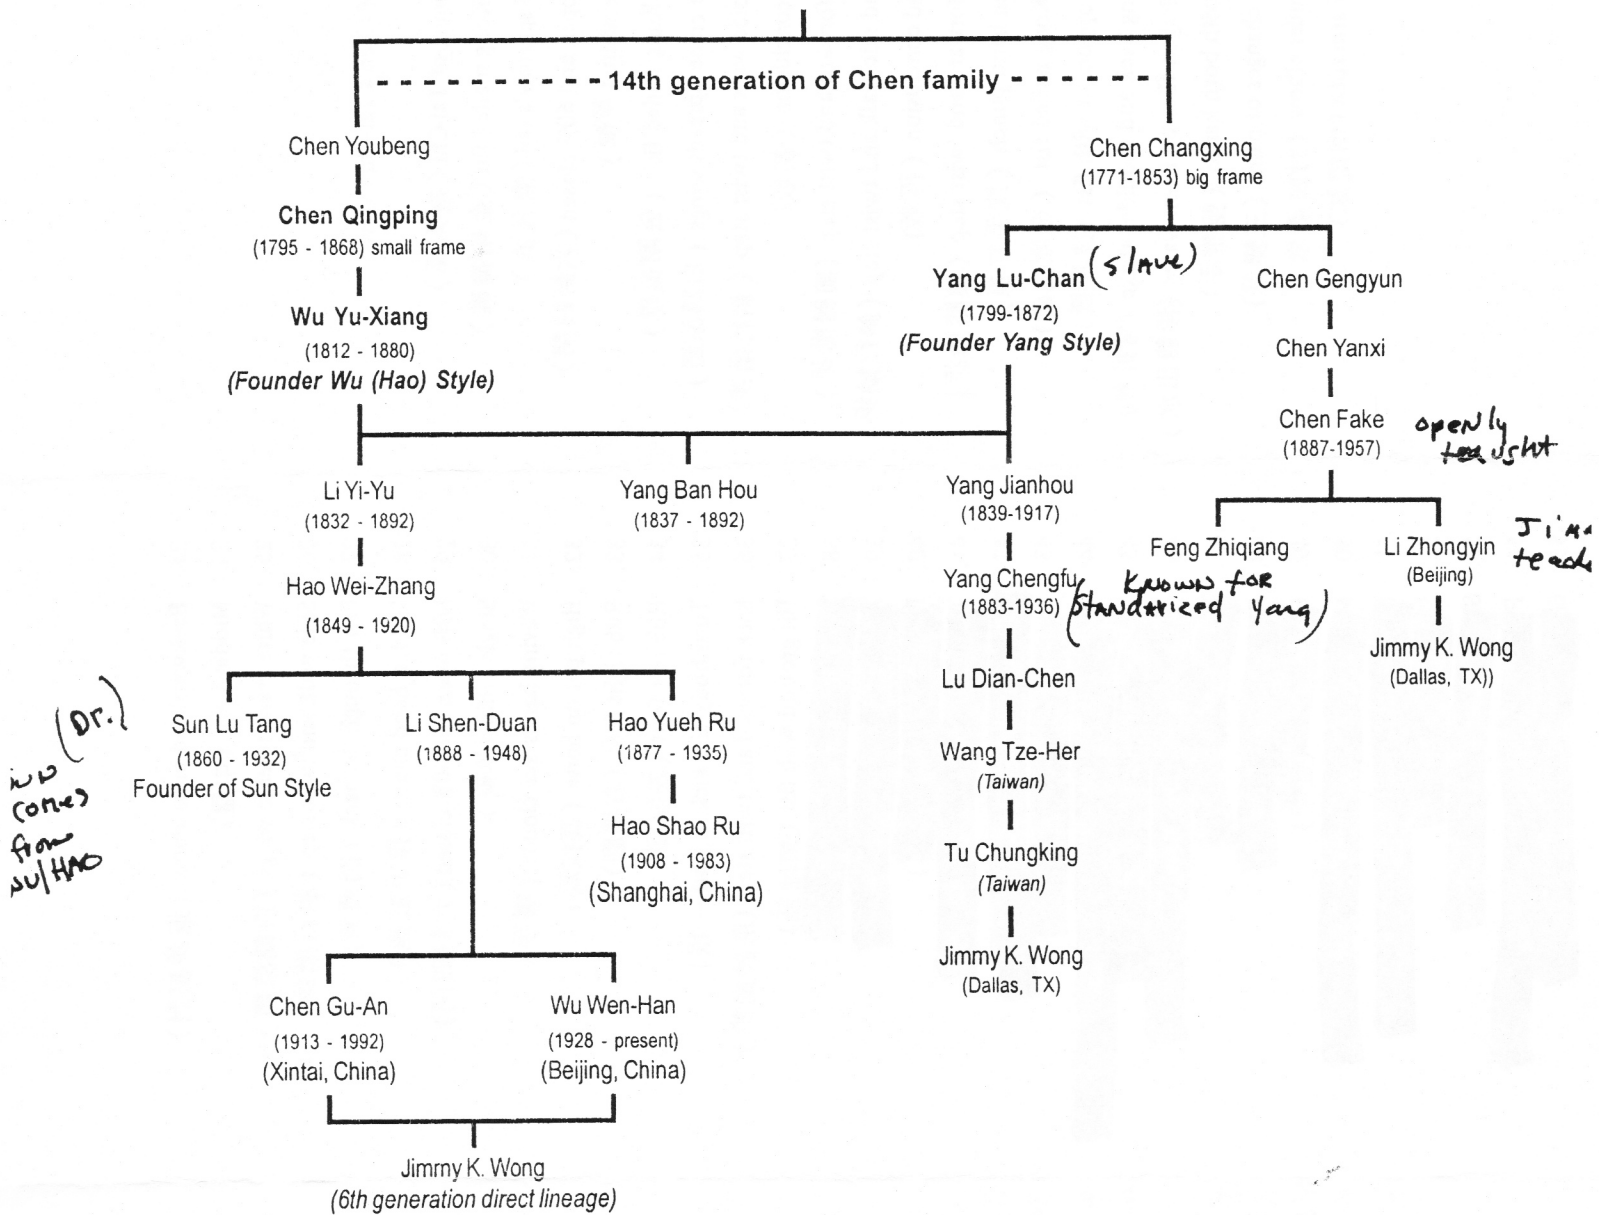 14th generation of Chen family
Chen Youbeng
Chen Changxing
(1771-1853) big frame
Chen Qingping
(1795 - 1868) small frame
Yang Lu-Chan (slave)
(1799-1872)
(Founder Yang Style)
Chen Gengyun
Wu Yu-Xiang
(1812 - 1880)
(Founder Wu (Hao) Style)
Chen Yanxi
Chen Fake
(1887-1957)
openly
taught
Li Yi-Yu
(1832 - 1892)
Yang Ban Hou
(1837 - 1892)
Yang Jianhou
(1839-1917)
Feng Zhiqiang
Li Zhongyin
(Beijing)
Hao Wei-Zhang
(1849 - 1920)
Yang Chengfu
(1883-1936)
(Known for
Standarized Yang)
Jimmy K. Wong
(Dallas, TX))
Lu Dian-Chen
(Dr.)
Sun Lu Tang
(1860 - 1932)
Founder of Sun Style
Li Shen-Duan
(1888 - 1948)
Hao Yueh Ru
(1877 - 1935)
comes
from
Wang Tze-Her
(Taiwan)
Hao Shao Ru
(1908 - 1983)
(Shanghai, China)
Tu Chungking
(Taiwan)
Jimmy K. Wong
(Dallas, TX)
Chen Gu-An
(1913 - 1992)
(Xintai, China)
Wu Wen-Han
(1928 - present)
(Beijing, China)
Jimmy K. Wong
(6th generation direct lineage)